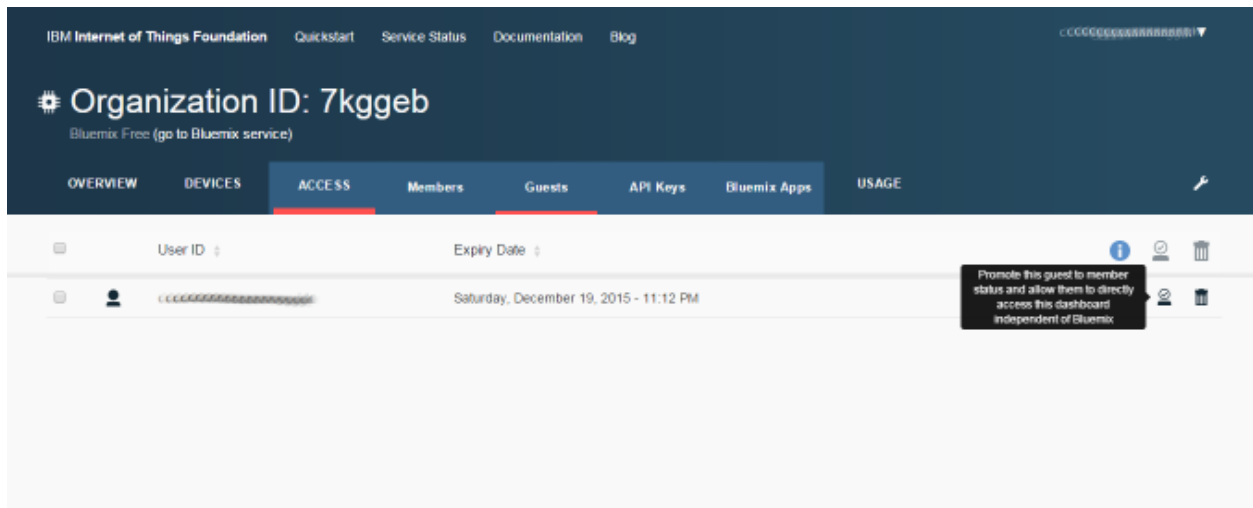 IBM Internet of Things Foundation Quickstart Service Status Documentation Blog
Organization ID: 7kggeb
Bluemix Free (go to Bluemix service)
OVERVIEW DEVICES ACCESS Members Guests API Keys Bluemix Apps USAGE
User ID Expiry Date
Saturday, December 19, 2015 - 11:12 PM
Promote this guest to member
status and allow them to directly
access this dashboard
independent of Bluemix